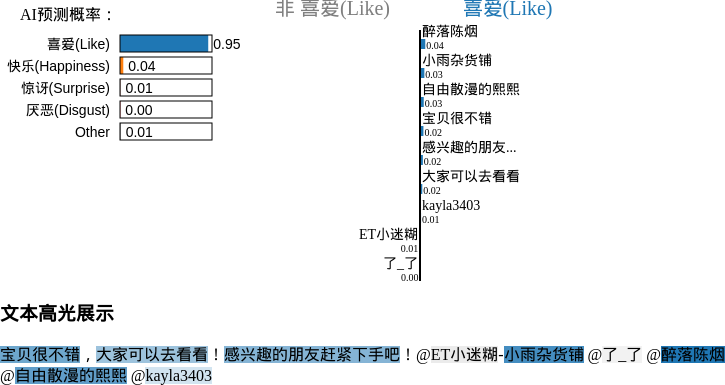 AI预测概率：
喜爱(Like) 0.95
快乐(Happiness) 0.04
惊讶(Surprise) 0.01
厌恶(Disgust) 0.00
Other 0.01
非 喜爱(Like) 喜爱(Like)
醉落陈烟
0.04
小雨杂货铺
0.03
自由散漫的熙熙
0.03
宝贝很不错
0.02
感兴趣的朋友...
0.02
大家可以去看看
0.02
kayla3403
0.01
ET小迷糊
0.01
了_了
0.00
文本高光展示
宝贝很不错，大家可以去看看！感兴趣的朋友赶紧下手吧！@ET小迷糊-小雨杂货铺 @了_了 @醉落陈烟
@自由散漫的熙熙 @kayla3403